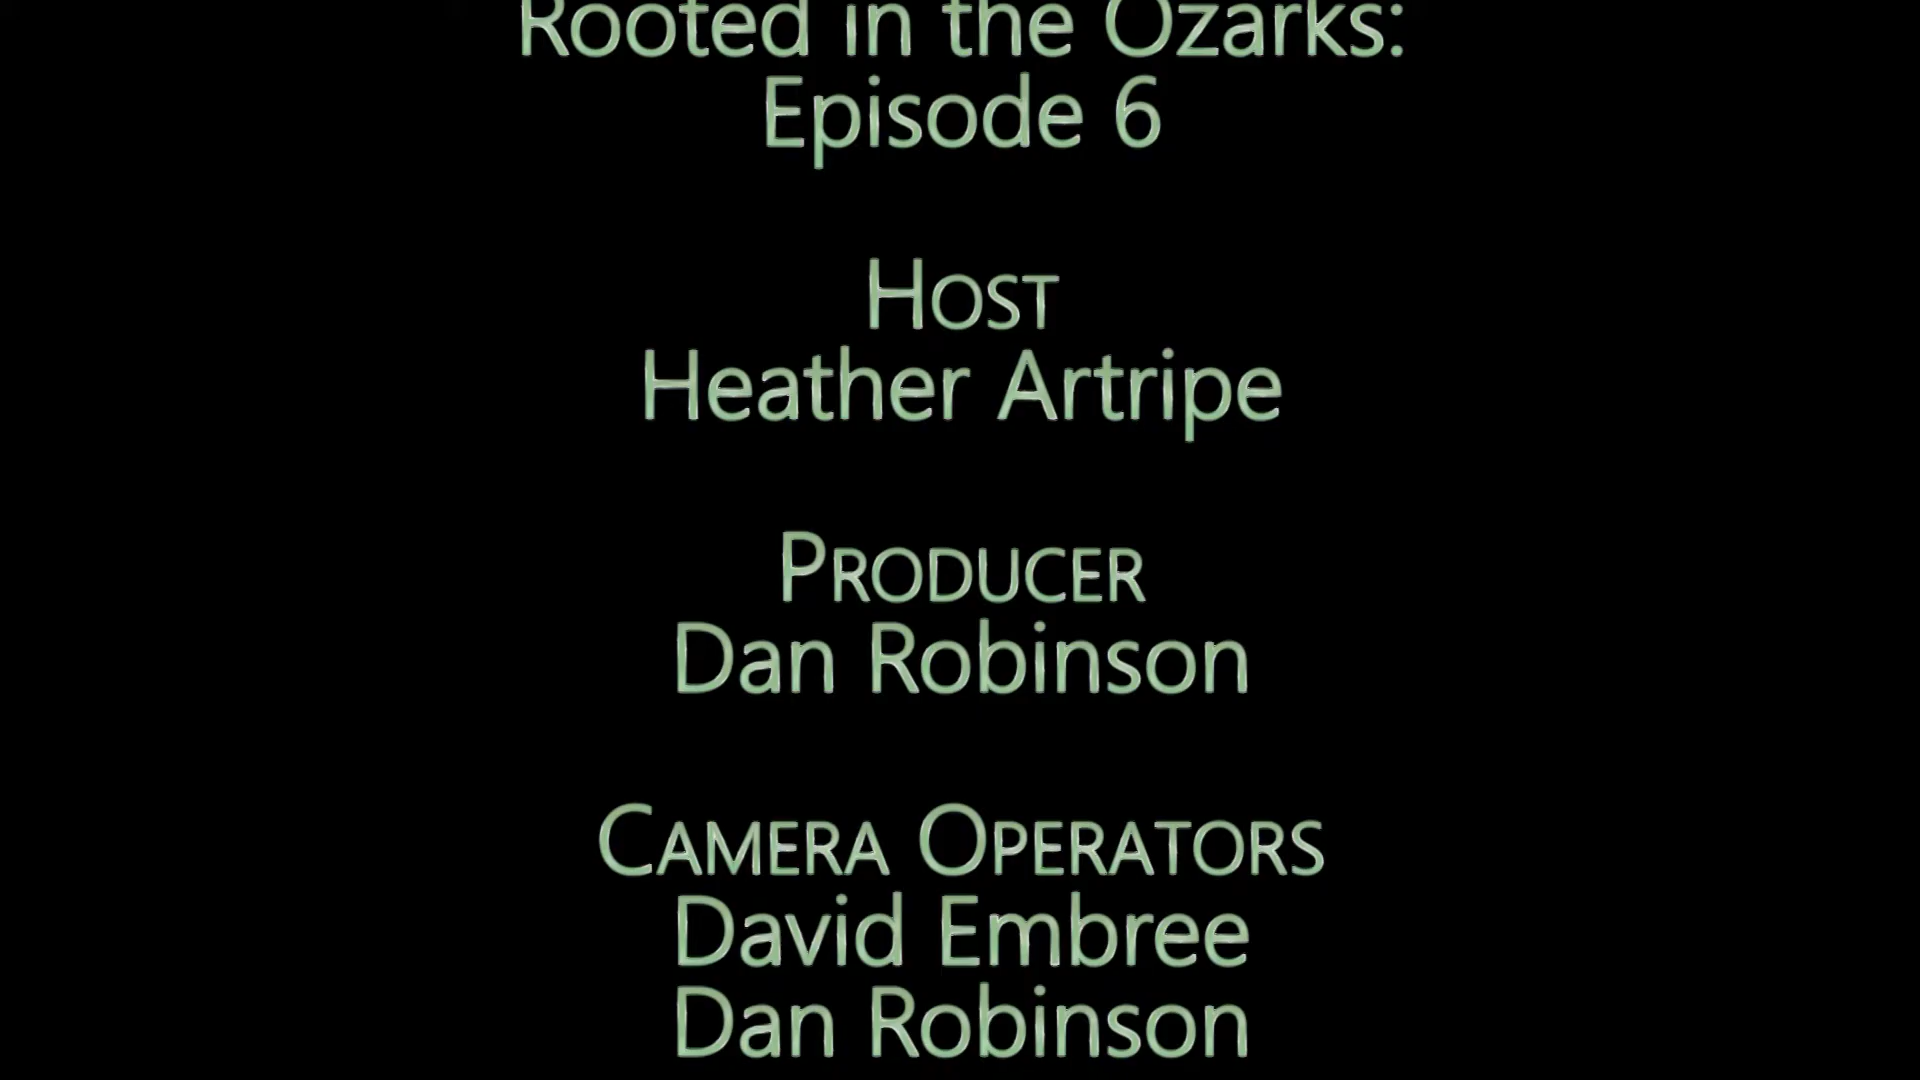 Rooted in the Ozarks:
Episode 6
Host
Heather Artripe
Producer
Dan Robinson
Camera Operators
David Embree
Dan Robinson